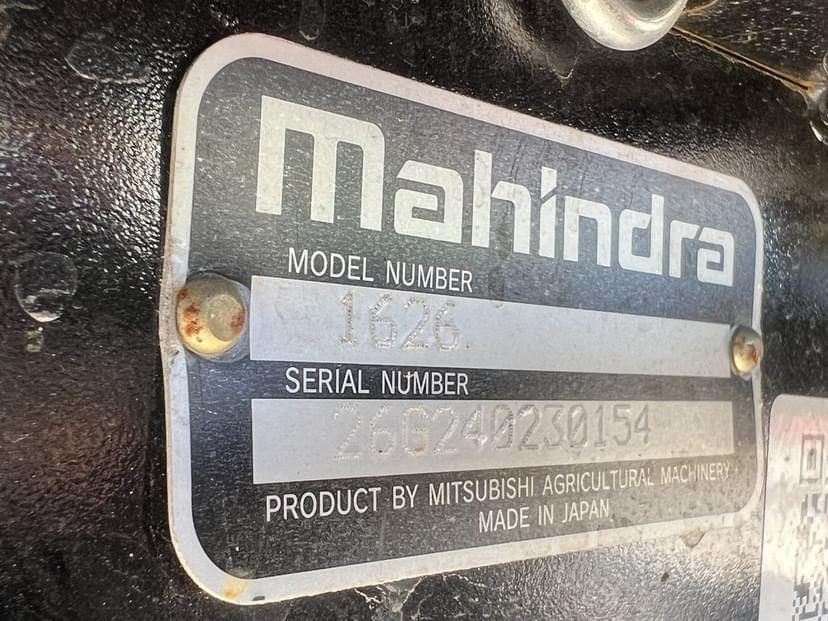 mahindra
MODEL NUMBER
1626.
SERIAL NUMBER
26G240230154
PRODUCT BY MITSUBISHI AGRICULTURAL MACHINERY
MADE IN JAPAN